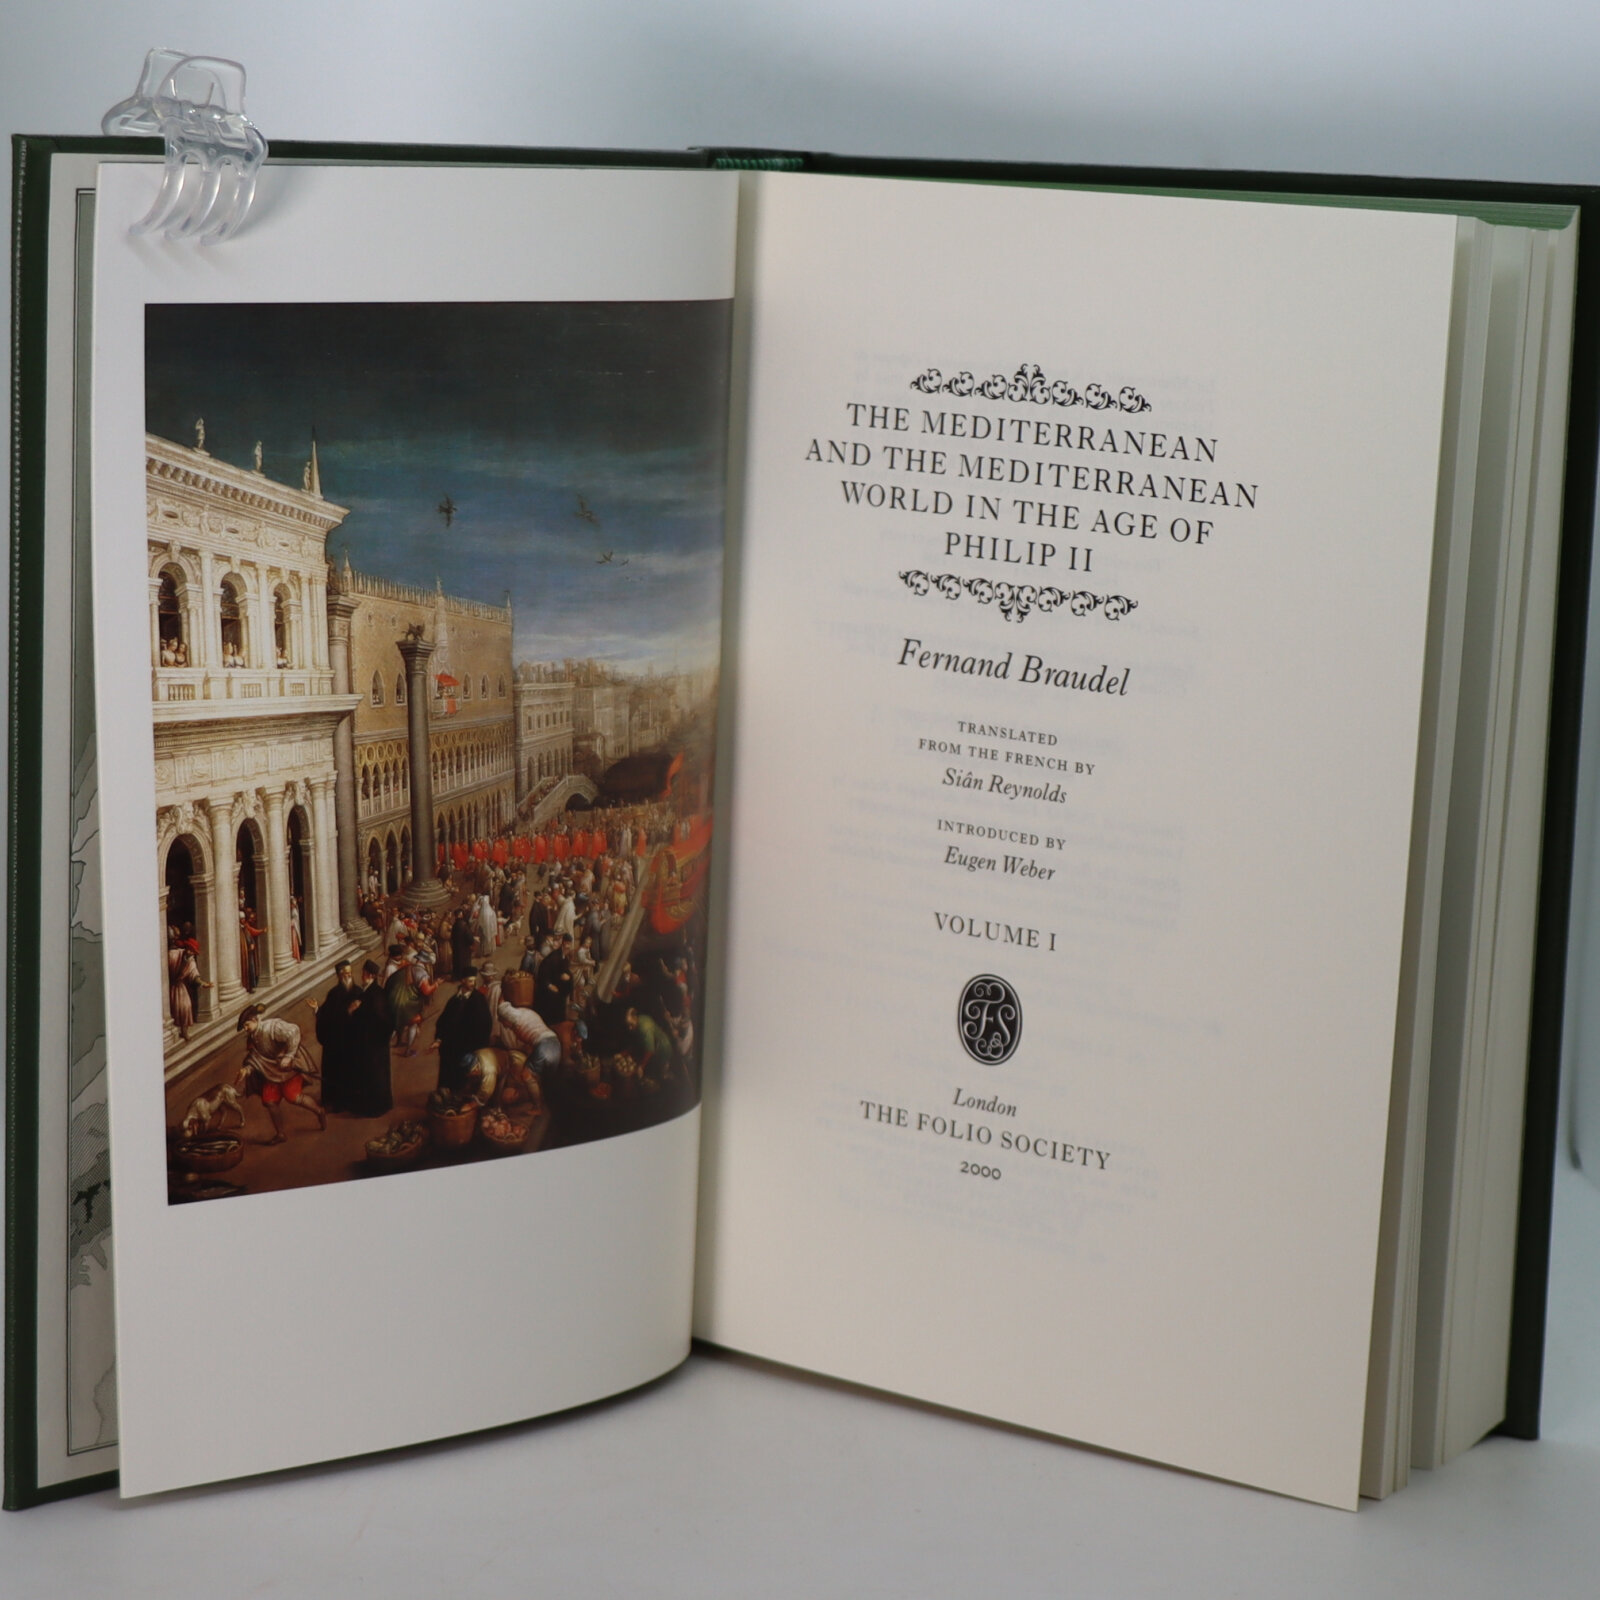 THE MEDITERRANEAN
AND THE MEDITERRANEAN
WORLD IN THE AGE OF
PHILIP II
Fernand Braudel
TRANSLATED
FROM THE FRENCH BY
Siân Reynolds
INTRODUCED BY
Eugen Weber
VOLUME I
FS
London
THE FOLIO SOCIETY
2000